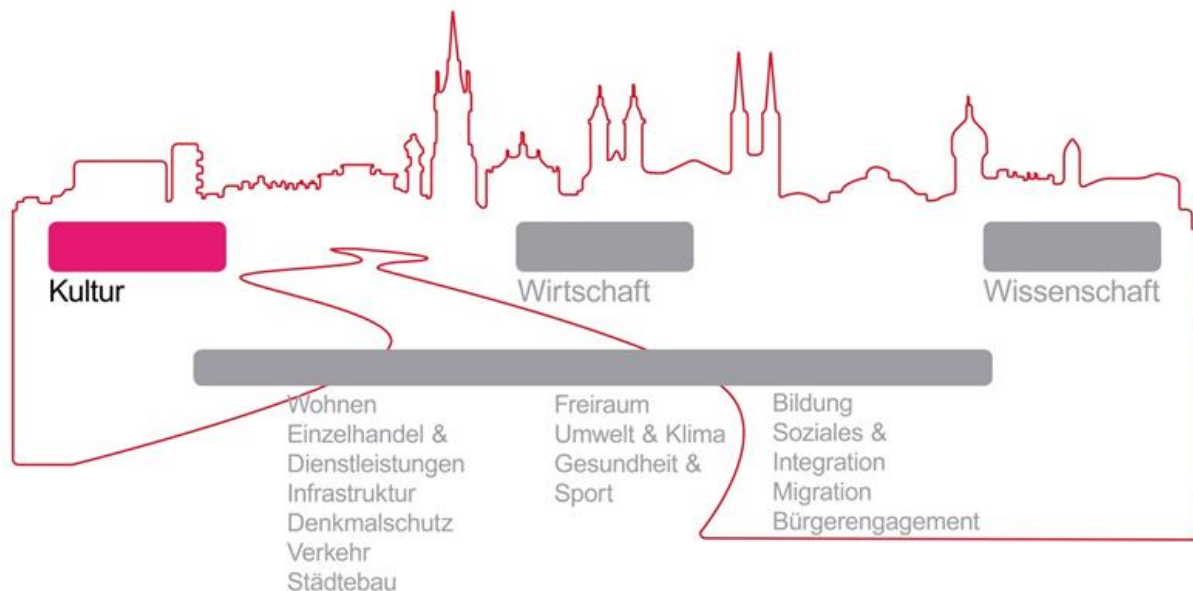 Kultur
Wirtschaft
Wissenschaft
Wohnen
Einzelhandel &
Dienstleistungen
Infrastruktur
Denkmalschutz
Verkehr
Städtebau
Freiraum
Umwelt & Klima
Gesundheit &
Sport
Bildung
Soziales &
Integration
Migration
Bürgerengagement